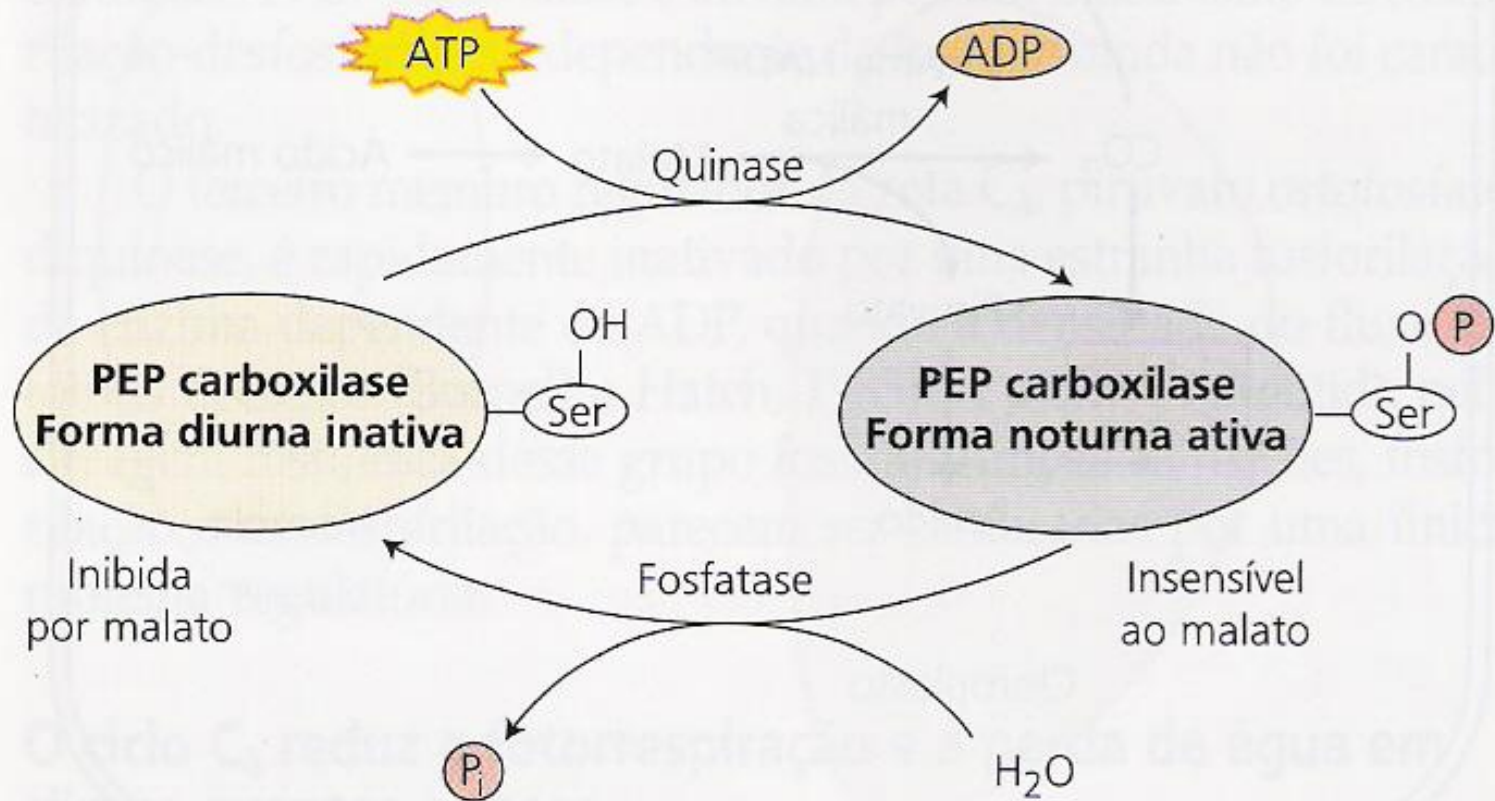 ATP
ADP
Quinase
PEP carboxilase
Forma diurna inativa
OH
Ser
PEP carboxilase
Forma noturna ativa
O P
Ser
Inibida
por malato
Fosfatase
Insensível
ao malato
Pi
H₂O